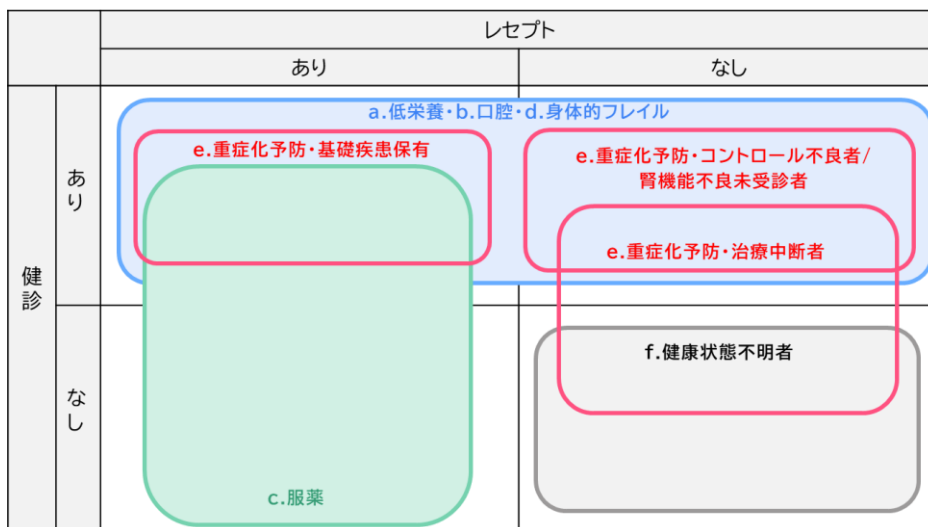 レセプト
あり
なし
健診
あり
なし
a.低栄養・b.口腔・d.身体的フレイル
e.重症化予防・基礎疾患保有
e.重症化予防・コントロール不良者/
腎機能不良未受診者
e.重症化予防・治療中断者
f.健康状態不明者
c.服薬